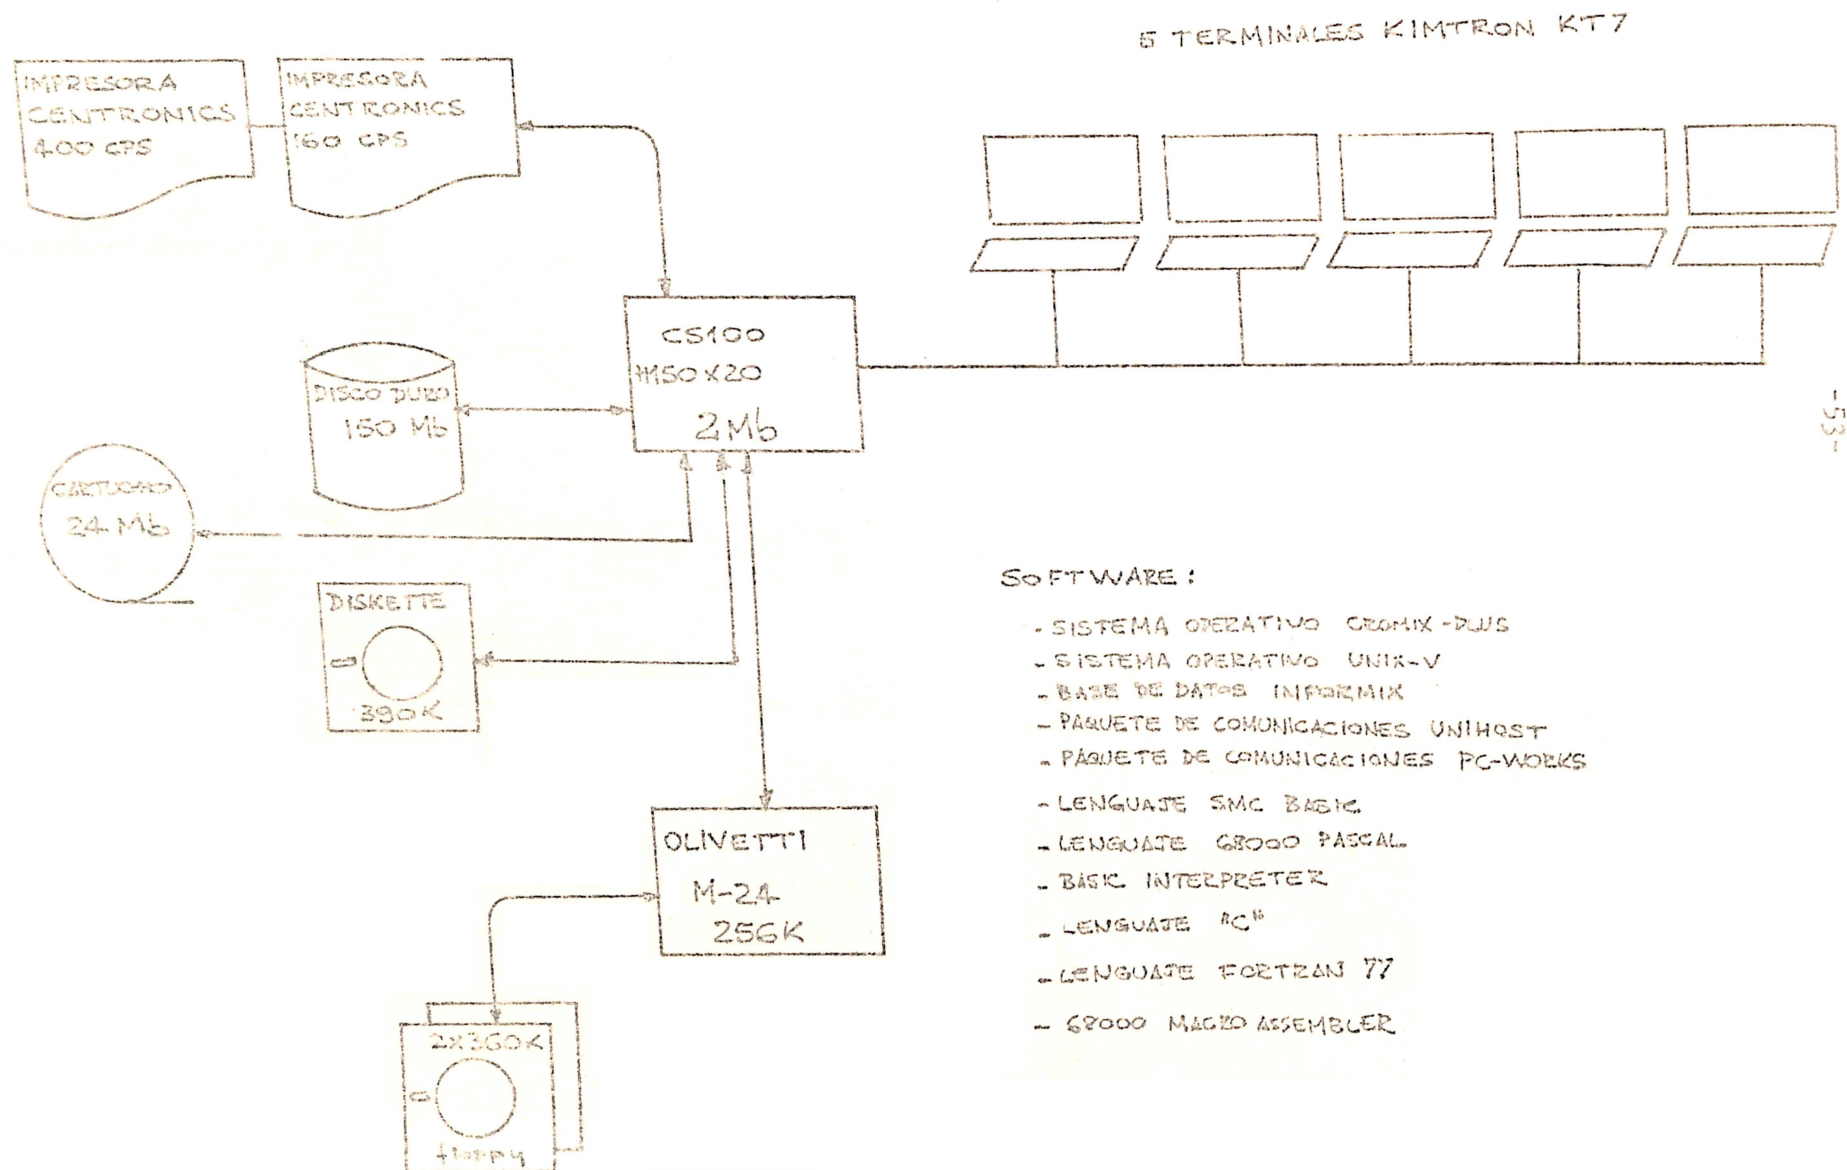 5 TERMINALES KIMTRON KT7
IMPRESORA
CENTRONICS
400 CPS
IMPRESORA
CENTRONICS
160 CPS
CS100
H150X20
2Mb
DISCO DURO
150 Mb
CARTUCHO
24 Mb
DISKETTE
390K
OLIVETTI
M-24
256K
2x360K
floppy
-53-
SOFTWARE:
- SISTEMA OPERATIVO CROMIX-PLUS
- SISTEMA OPERATIVO UNIX-V
- BASE DE DATOS INFORMIX
- PAQUETE DE COMUNICACIONES UNIHOST
- PAQUETE DE COMUNICACIONES PC-WORKS
- LENGUAJE SMC BASIC
- LENGUAJE 68000 PASCAL
- BASIC INTERPRETER
- LENGUAJE "C"
- LENGUAJE FORTRAN 77
- 68000 MACRO ASSEMBLER